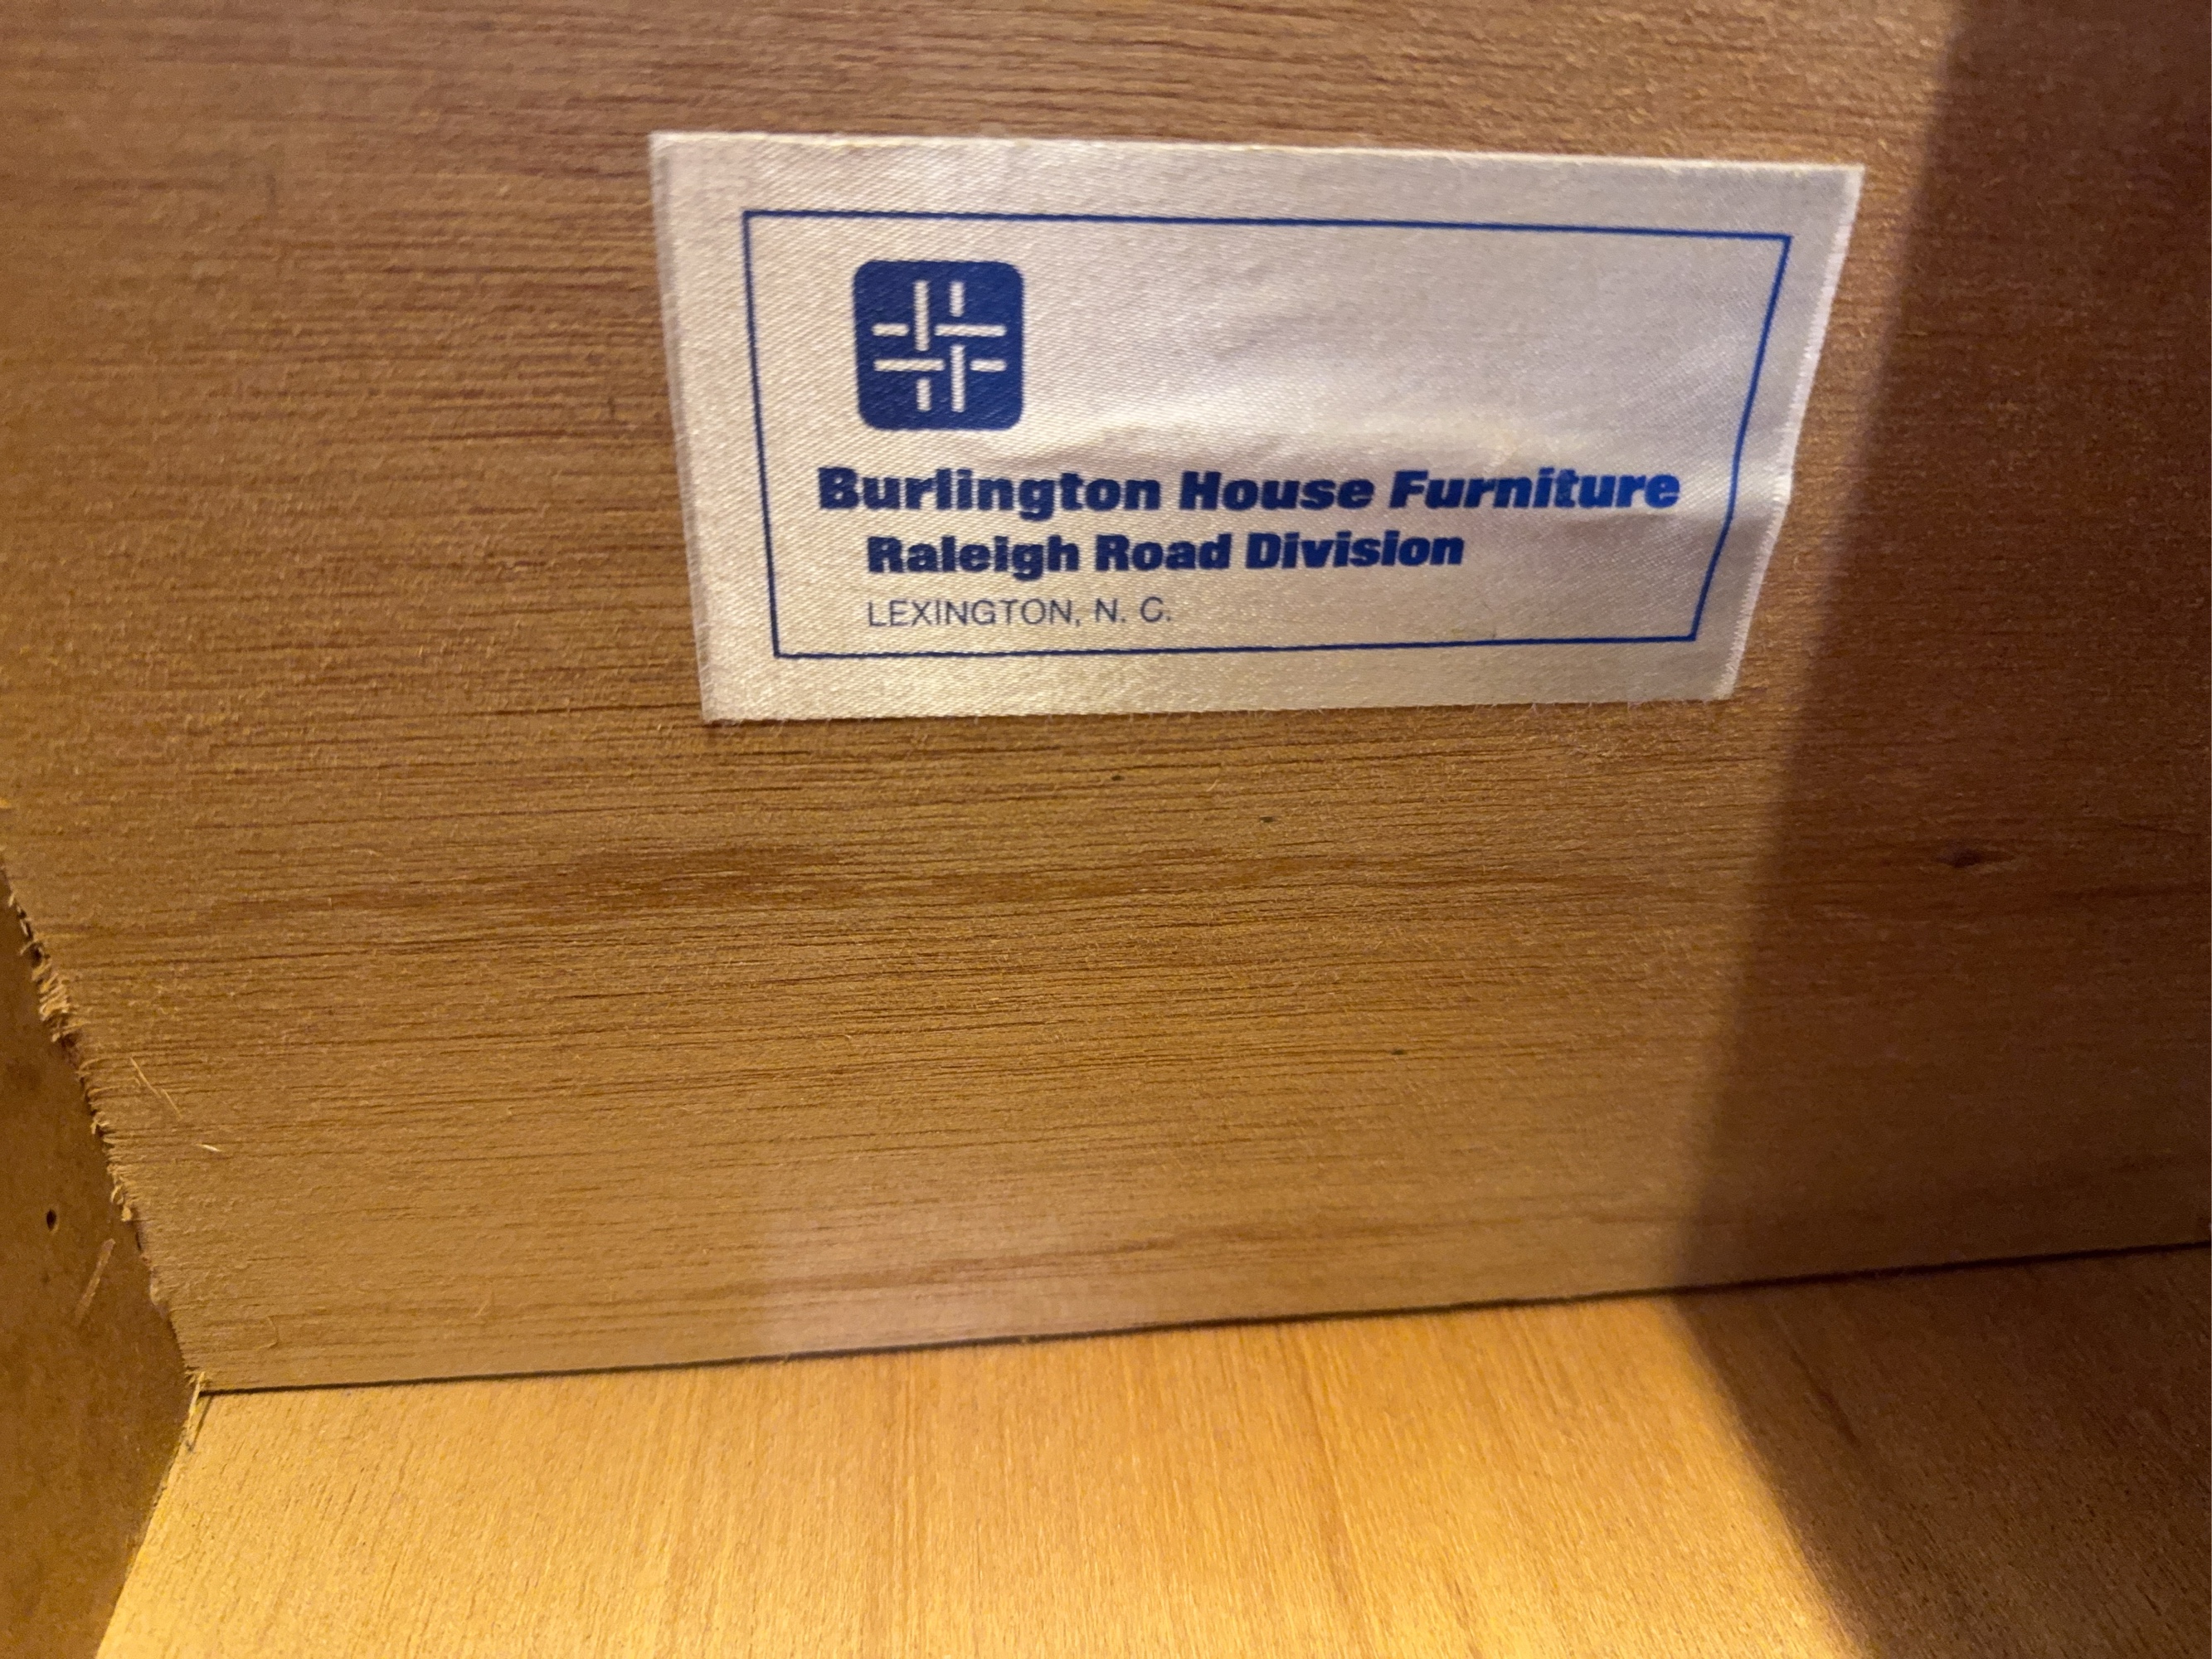 Burlington House Furniture
Raleigh Road Division
LEXINGTON, N. C.